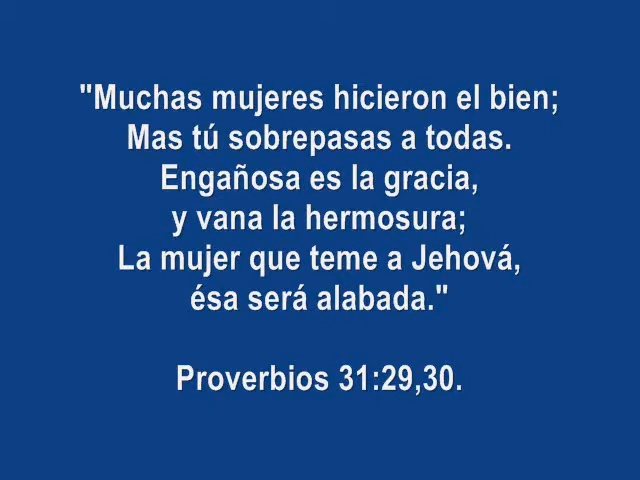 "Muchas mujeres hicieron el bien;
Mas tú sobrepasas a todas.
Engañosa es la gracia,
y vana la hermosura;
La mujer que teme a Jehová,
ésa será alabada."
Proverbios 31:29,30.